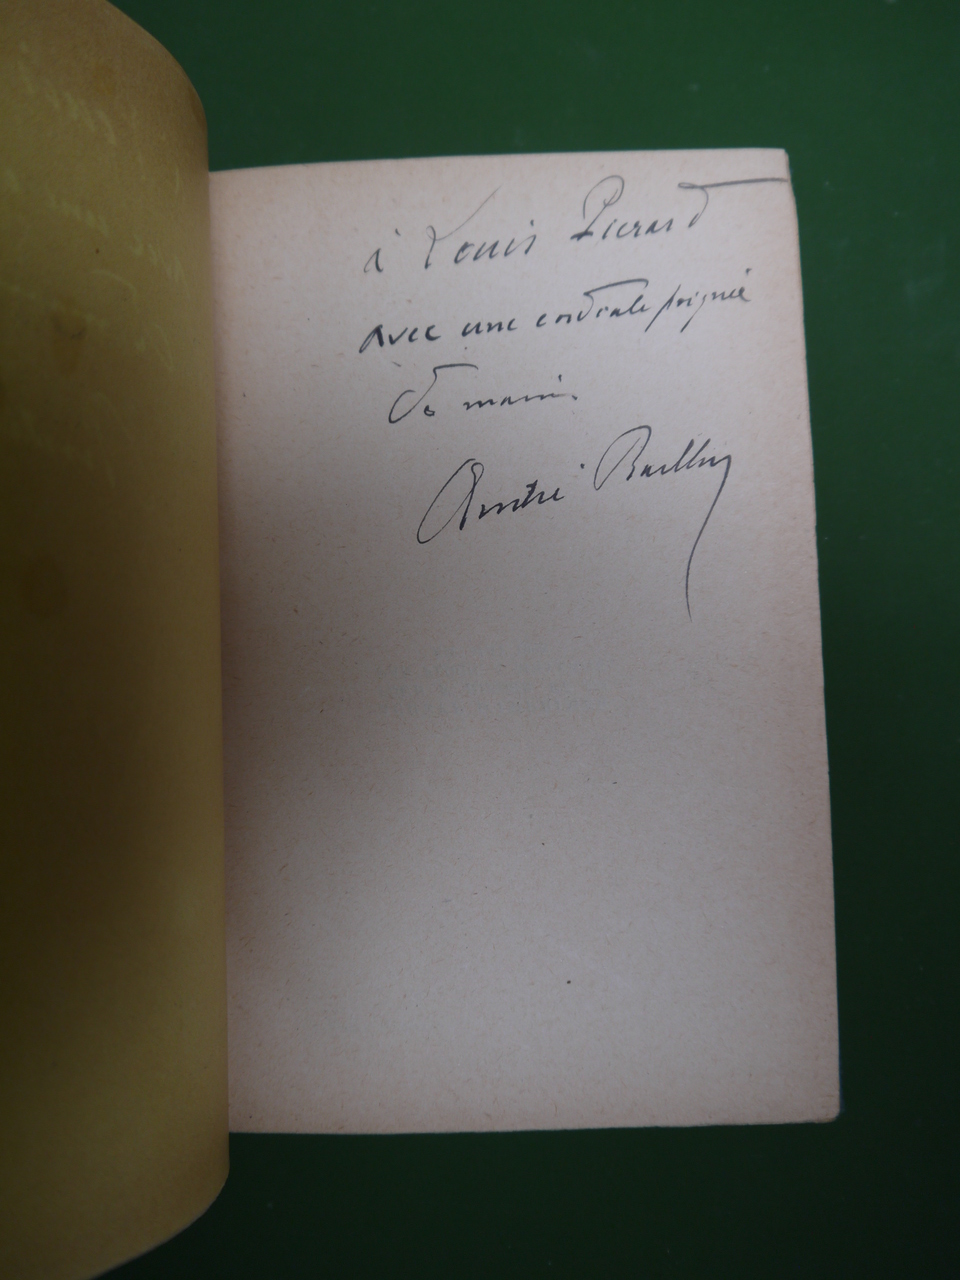 à Louis Piérard
avec une cordiale poignée
de main.
André Baillon